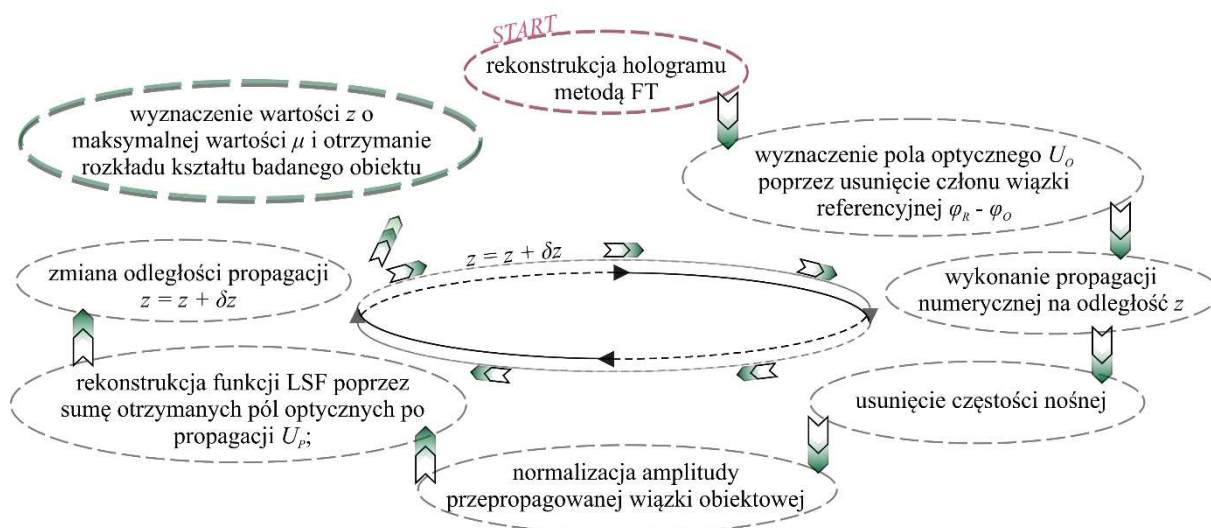 START
rekonstrukcja hologramu
metodą FT
wyznaczenie pola optycznego U_O
poprzez usunięcie członu wiązki
referencyjnej φ_R - φ_O
wykonanie propagacji
numerycznej na odległość z
usunięcie częstości nośnej
normalizacja amplitudy
przepropagowanej wiązki obiektowej
rekonstrukcja funkcji LSF poprzez
sumę otrzymanych pól optycznych po
propagacji U_P;
zmiana odległości propagacji
z = z + δz
z = z + δz
wyznaczenie wartości z o
maksymalnej wartości μ i otrzymanie
rozkładu kształtu badanego obiektu